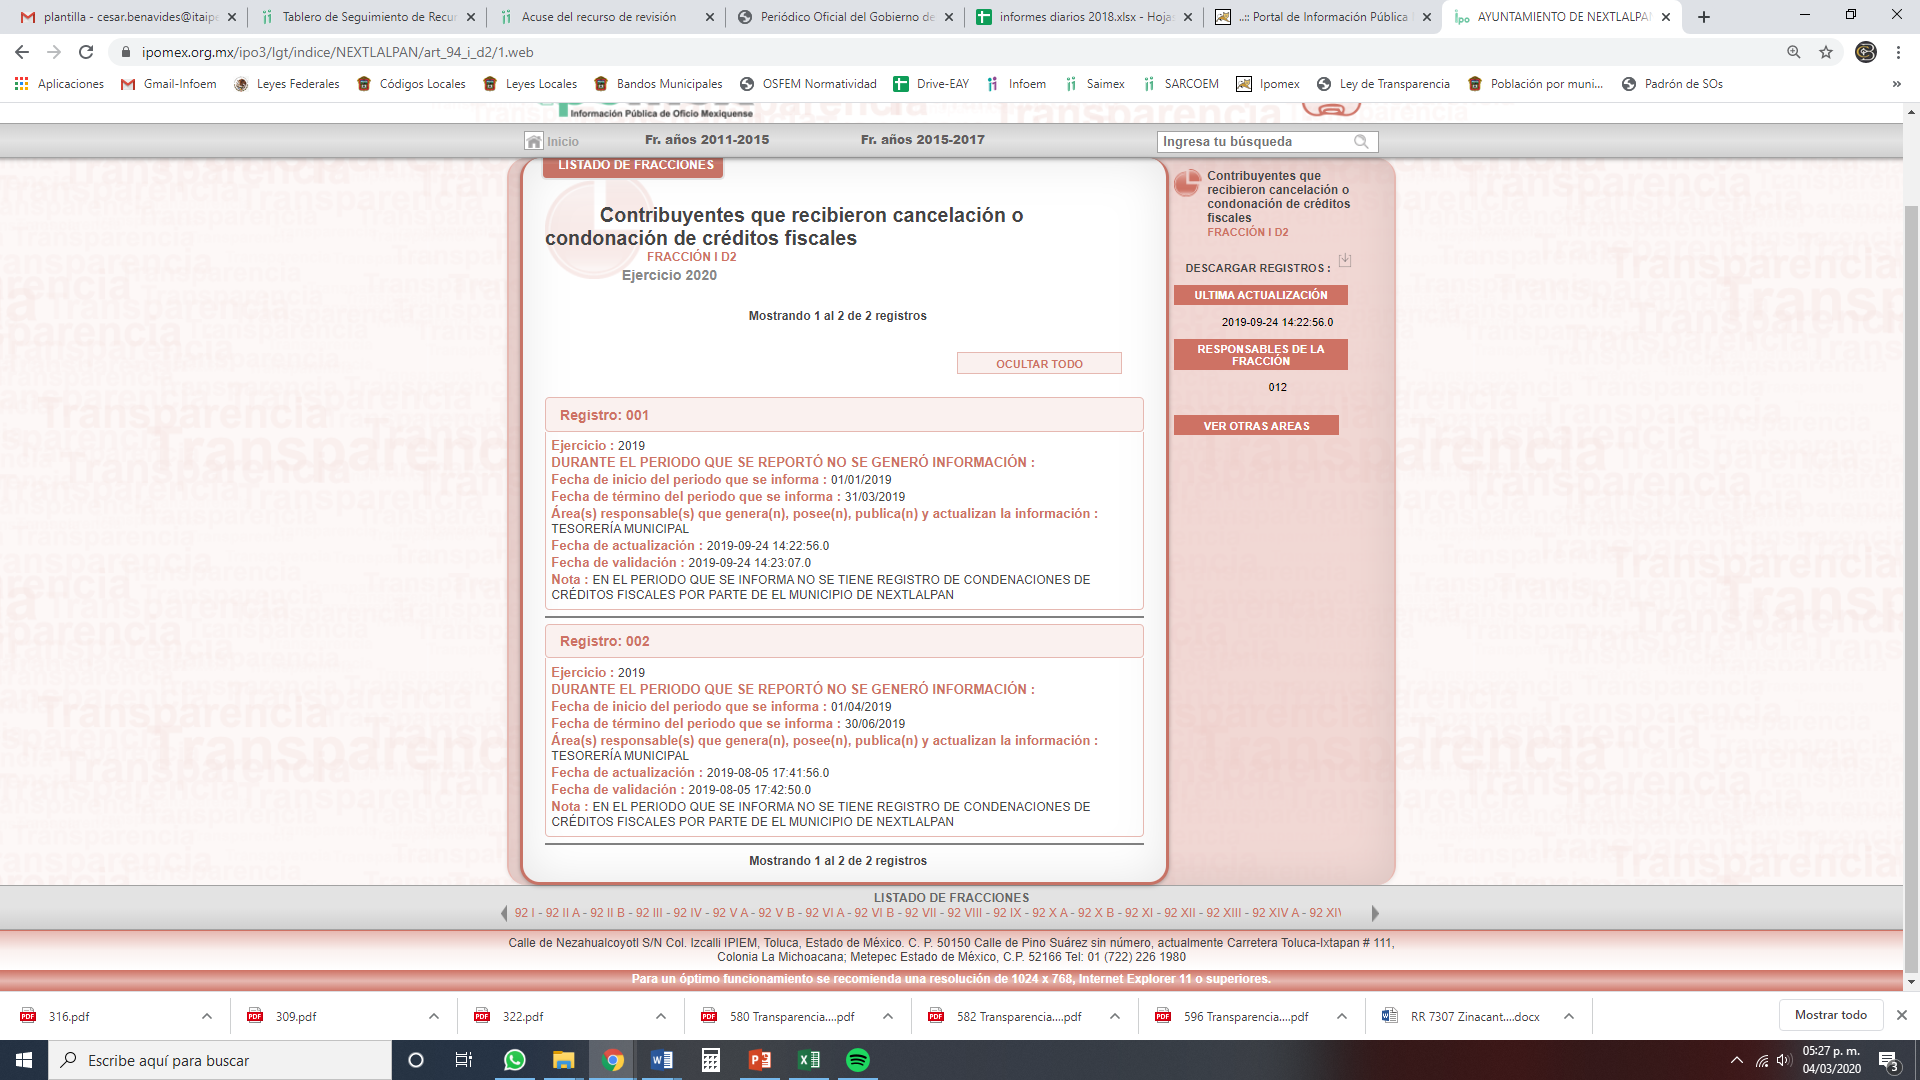 plantilla - cesar.benavides@itaipe
Tablero de Seguimiento de Recur
Acuse del recurso de revisión
Periódico Oficial del Gobierno de
informes diarios 2018.xlsx - Hoja
..:: Portal de Información Pública
AYUNTAMIENTO DE NEXTLALPAN
ipomex.org.mx/ipo3/lgt/indice/NEXTLALPAN/art_94_i_d2/1.web
Aplicaciones
Gmail-Infoem
Leyes Federales
Códigos Locales
Leyes Locales
Bandos Municipales
OSFEM Normatividad
Drive-EAY
Infoem
Saimex
SARCOEM
Ipomex
Ley de Transparencia
Población por muni...
Padrón de SOs
»
Información Pública de Oficio Mexiquense
Inicio
Fr. años 2011-2015
Fr. años 2015-2017
Ingresa tu búsqueda
LISTADO DE FRACCIONES
Contribuyentes que recibieron cancelación o
condonación de créditos fiscales
FRACCIÓN I D2
Ejercicio 2020
Mostrando 1 al 2 de 2 registros
OCULTAR TODO
Registro: 001
Ejercicio : 2019
DURANTE EL PERIODO QUE SE REPORTÓ NO SE GENERÓ INFORMACIÓN :
Fecha de inicio del periodo que se informa : 01/01/2019
Fecha de término del periodo que se informa : 31/03/2019
Área(s) responsable(s) que genera(n), posee(n), publica(n) y actualizan la información :
TESORERÍA MUNICIPAL
Fecha de actualización : 2019-09-24 14:22:56.0
Fecha de validación : 2019-09-24 14:23:07.0
Nota : EN EL PERIODO QUE SE INFORMA NO SE TIENE REGISTRO DE CONDENACIONES DE
CRÉDITOS FISCALES POR PARTE DE EL MUNICIPIO DE NEXTLALPAN
Registro: 002
Ejercicio : 2019
DURANTE EL PERIODO QUE SE REPORTÓ NO SE GENERÓ INFORMACIÓN :
Fecha de inicio del periodo que se informa : 01/04/2019
Fecha de término del periodo que se informa : 30/06/2019
Área(s) responsable(s) que genera(n), posee(n), publica(n) y actualizan la información :
TESORERÍA MUNICIPAL
Fecha de actualización : 2019-08-05 17:41:56.0
Fecha de validación : 2019-08-05 17:42:50.0
Nota : EN EL PERIODO QUE SE INFORMA NO SE TIENE REGISTRO DE CONDENACIONES DE
CRÉDITOS FISCALES POR PARTE DE EL MUNICIPIO DE NEXTLALPAN
Mostrando 1 al 2 de 2 registros
Contribuyentes que
recibieron cancelación o
condonación de créditos
fiscales
FRACCIÓN I D2
DESCARGAR REGISTROS :
ULTIMA ACTUALIZACIÓN
2019-09-24 14:22:56.0
RESPONSABLES DE LA
FRACCIÓN
012
VER OTRAS AREAS
LISTADO DE FRACCIONES
92 I - 92 II A - 92 II B - 92 III - 92 IV - 92 V A - 92 V B - 92 VI A - 92 VI B - 92 VII - 92 VIII - 92 IX - 92 X A - 92 X B - 92 XI - 92 XII - 92 XIII - 92 XIV A - 92 XIV
Calle de Nezahualcoyotl S/N Col. Izcalli IPIEM, Toluca, Estado de México. C. P. 50150 Calle de Pino Suárez sin número, actualmente Carretera Toluca-Ixtapan # 111,
Colonia La Michoacana; Metepec Estado de México, C.P. 52166 Tel: 01 (722) 226 1980
Para un óptimo funcionamiento se recomienda una resolución de 1024 x 768, Internet Explorer 11 o superiores.
316.pdf
309.pdf
322.pdf
580 Transparencia....pdf
582 Transparencia....pdf
596 Transparencia....pdf
RR 7307 Zinacant....docx
Mostrar todo
Escribe aquí para buscar
05:27 p. m.
04/03/2020
3